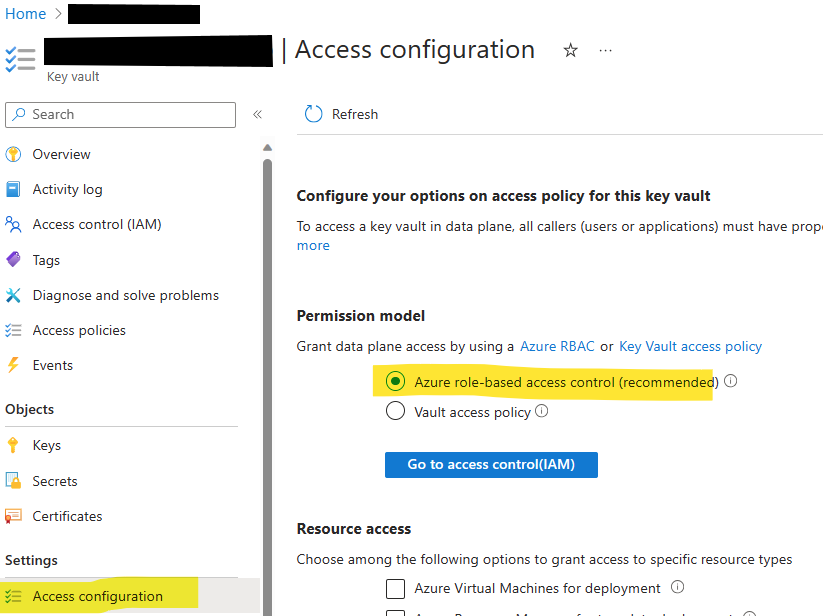 Home >
| Access configuration ☆ ...
Key vault
Search «
Refresh
Overview
Activity log
Access control (IAM)
Tags
Diagnose and solve problems
Access policies
Events
Objects
Keys
Secrets
Certificates
Settings
Access configuration
Configure your options on access policy for this key vault
To access a key vault in data plane, all callers (users or applications) must have
more
Permission model
Grant data plane access by using a Azure RBAC or Key Vault access policy
Azure role-based access control (recommended)
Vault access policy
Go to access control(IAM)
Resource access
Choose among the following options to grant access to specific resource types
Azure Virtual Machines for deployment